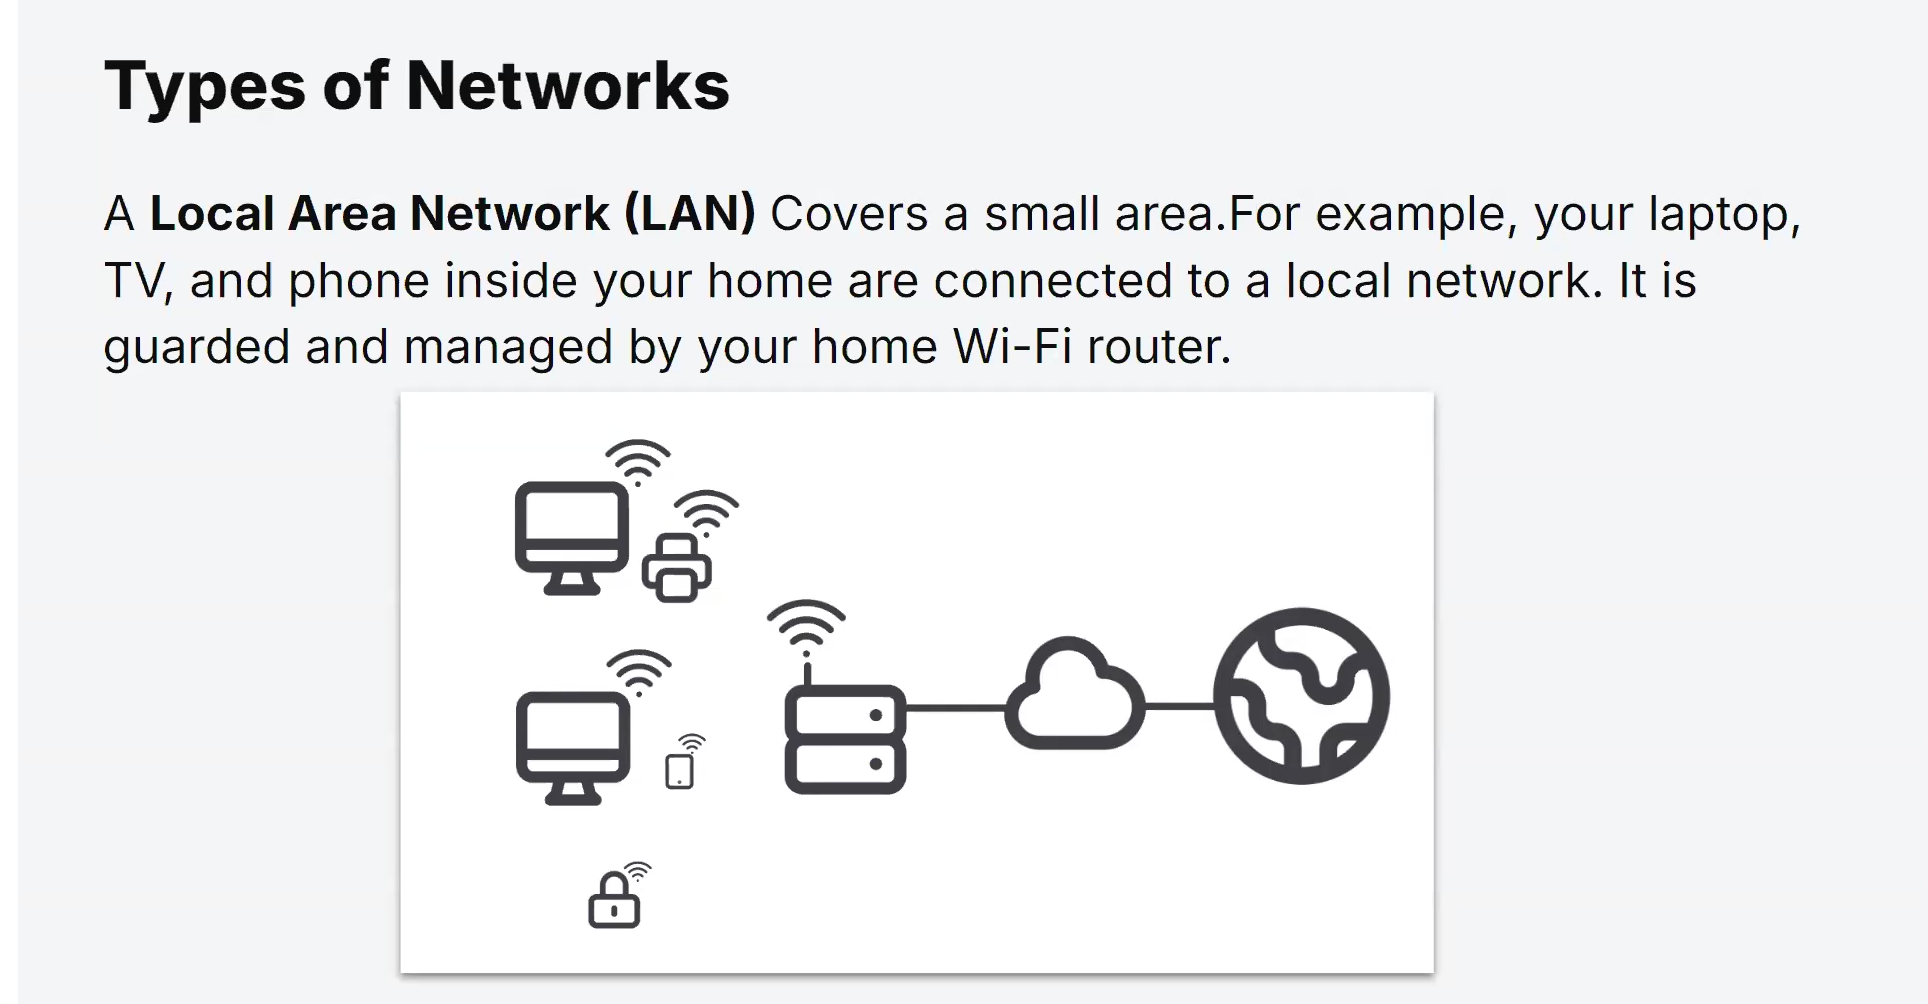 Types of Networks
A Local Area Network (LAN) Covers a small area.For example, your laptop,
TV, and phone inside your home are connected to a local network. It is
guarded and managed by your home Wi-Fi router.